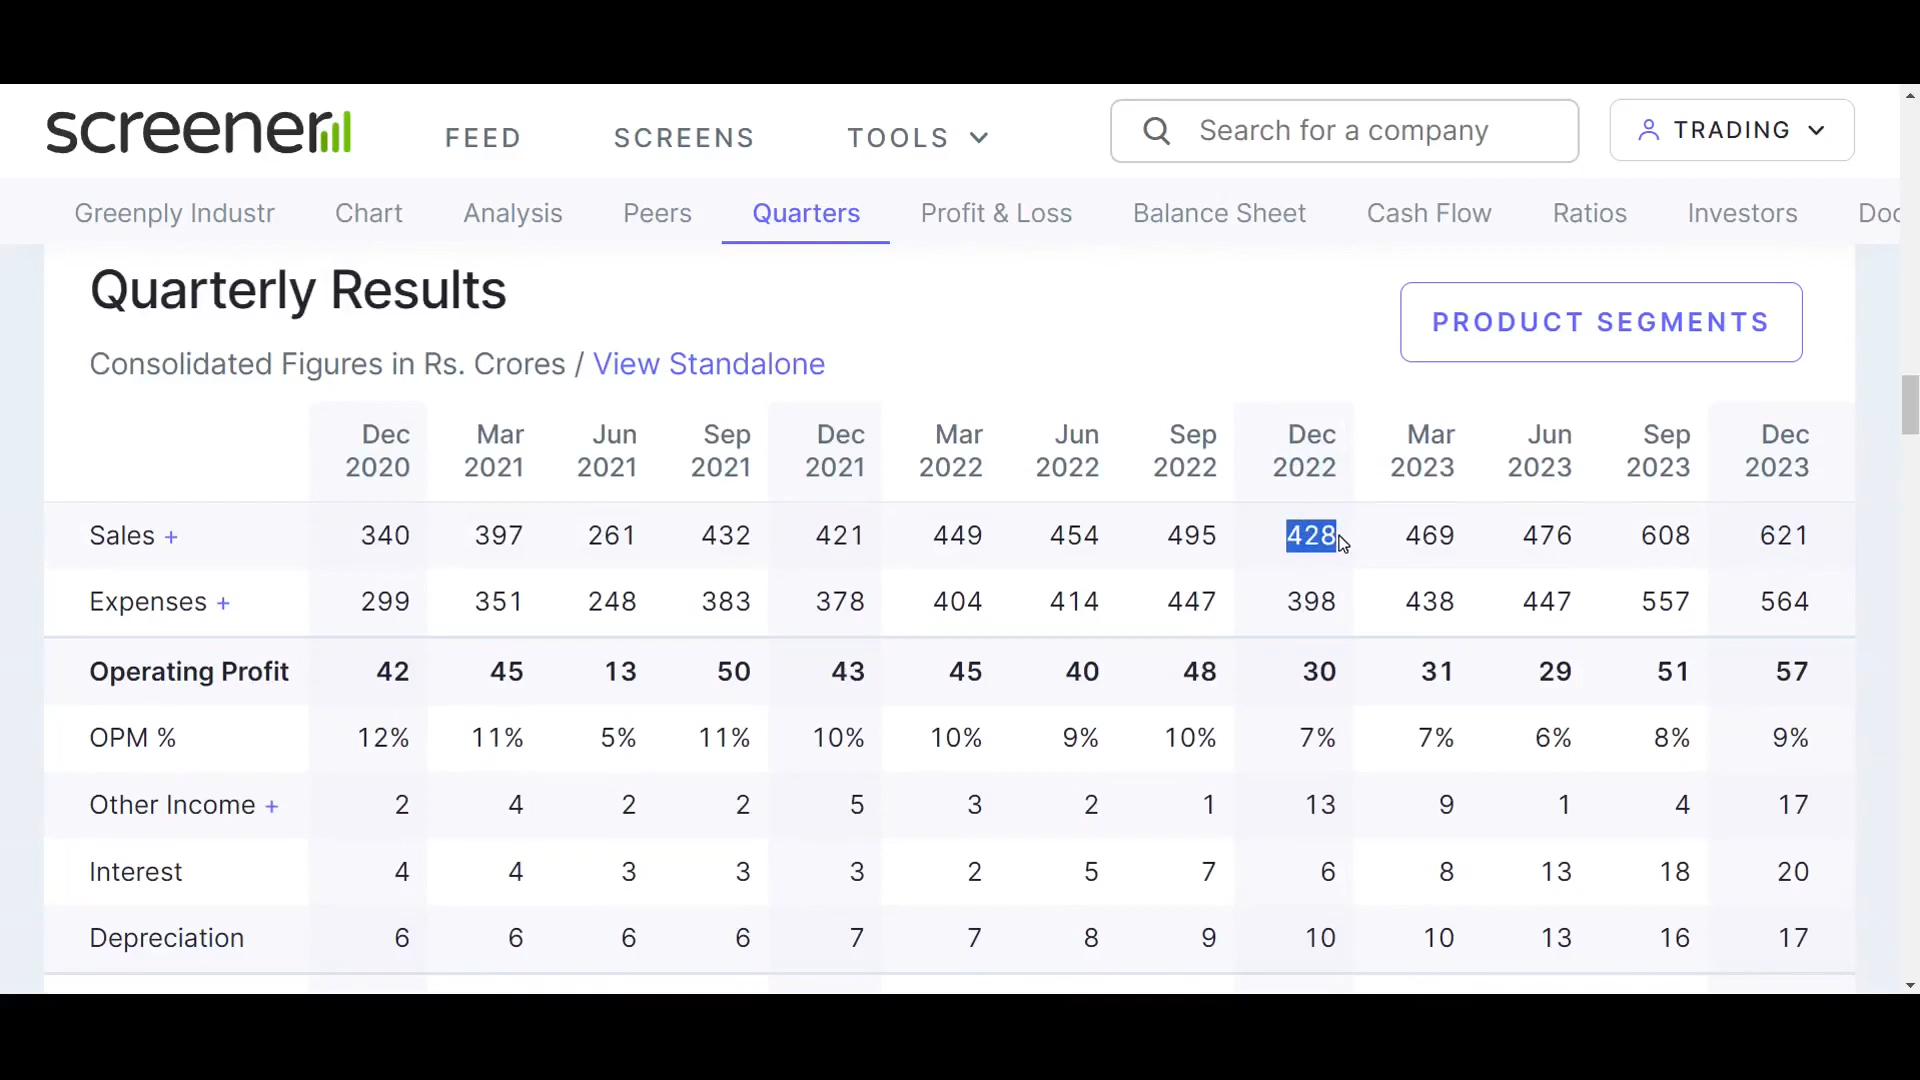 screener FEED SCREENS TOOLS Search for a company TRADING
Greenply Industr Chart Analysis Peers Quarters Profit & Loss Balance Sheet Cash Flow Ratios Investors Doc
Quarterly Results
PRODUCT SEGMENTS
Consolidated Figures in Rs. Crores / View Standalone
Dec 2020 Mar 2021 Jun 2021 Sep 2021 Dec 2021 Mar 2022 Jun 2022 Sep 2022 Dec 2022 Mar 2023 Jun 2023 Sep 2023 Dec 2023
Sales + 340 397 261 432 421 449 454 495 428 469 476 608 621
Expenses + 299 351 248 383 378 404 414 447 398 438 447 557 564
Operating Profit 42 45 13 50 43 45 40 48 30 31 29 51 57
OPM % 12% 11% 5% 11% 10% 10% 9% 10% 7% 7% 6% 8% 9%
Other Income + 2 4 2 2 5 3 2 1 13 9 1 4 17
Interest 4 4 3 3 3 2 5 7 6 8 13 18 20
Depreciation 6 6 6 6 7 7 8 9 10 10 13 16 17